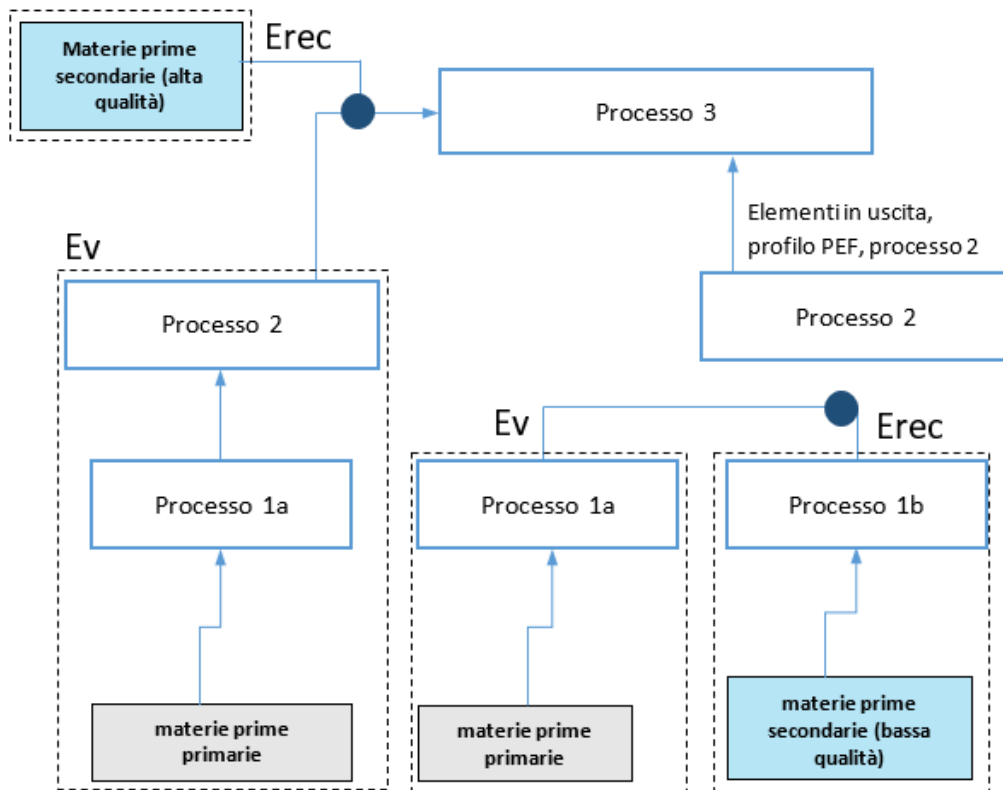 Materie prime
secondarie (alta
qualità)
Erec
Processo 3
Elementi in uscita,
profilo PEF, processo 2
Ev
Processo 2
Processo 2
Ev
Erec
Processo 1a
Processo 1a
Processo 1b
materie prime
primarie
materie prime
primarie
materie prime
secondarie (bassa
qualità)